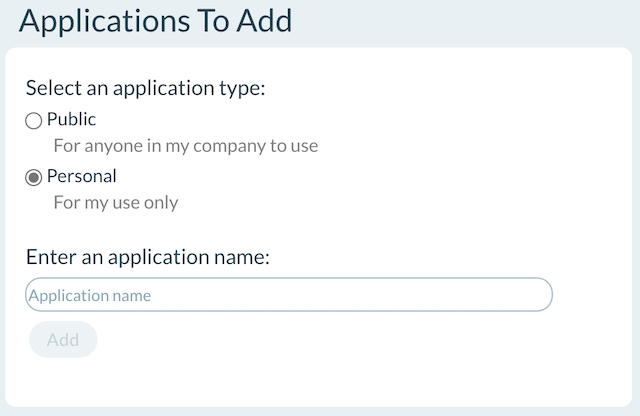 Applications To Add
Select an application type:
Public
For anyone in my company to use
Personal
For my use only
Enter an application name:
Application name
Add